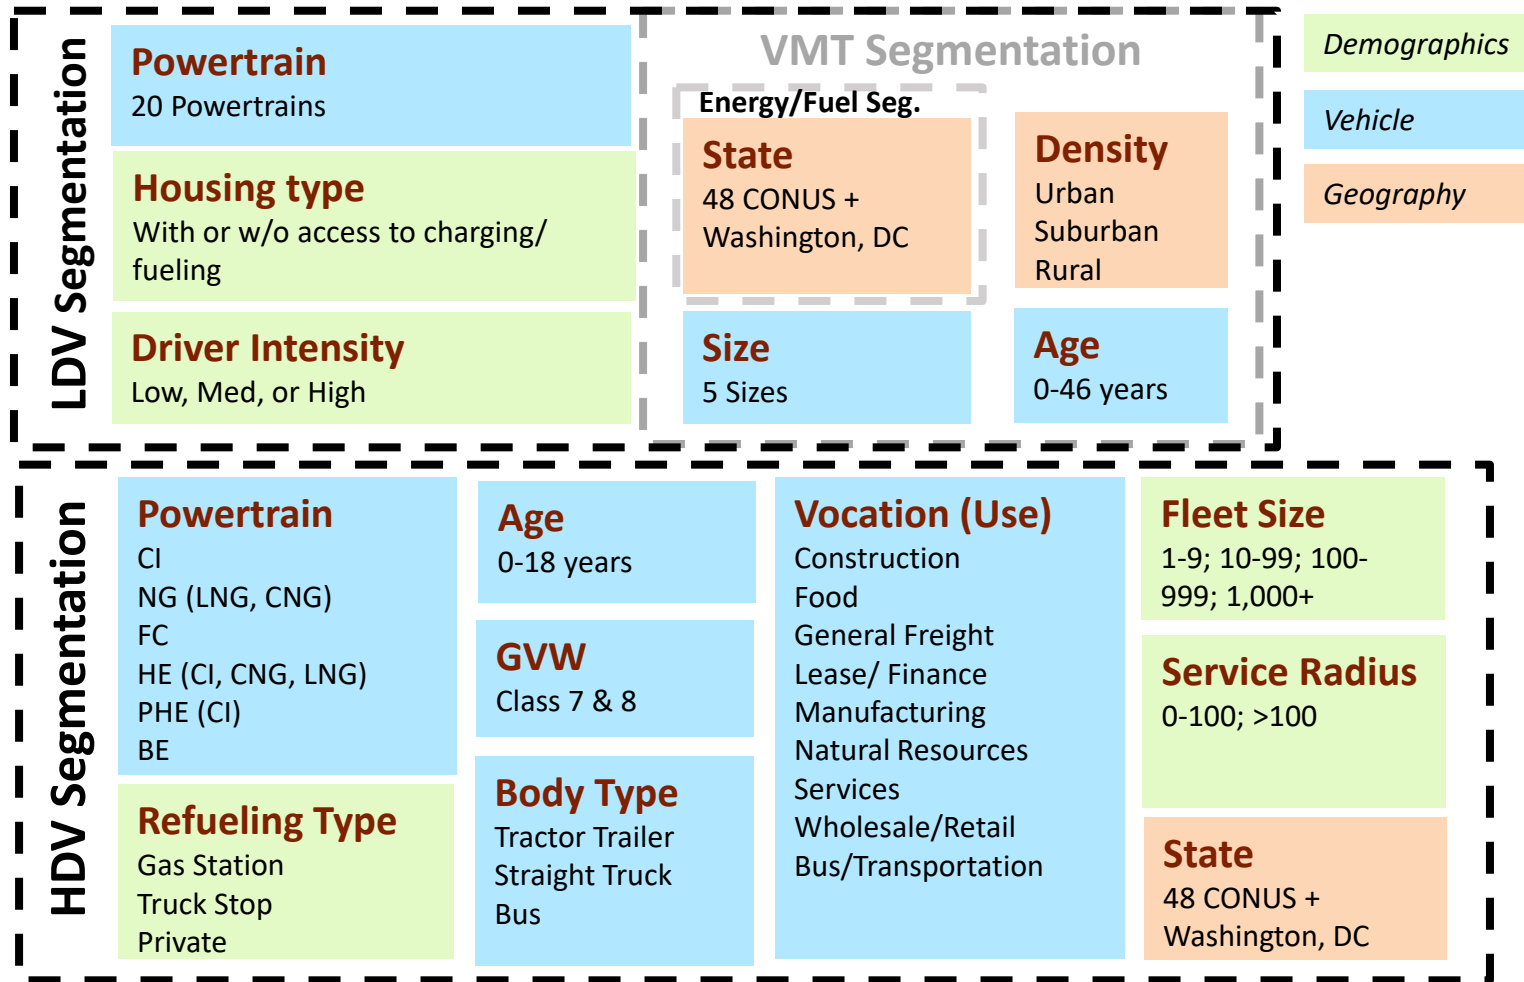 LDV Segmentation
Powertrain
20 Powertrains
Housing type
With or w/o access to charging/
fueling
Driver Intensity
Low, Med, or High
VMT Segmentation
Energy/Fuel Seg.
State
48 CONUS +
Washington, DC
Density
Urban
Suburban
Rural
Size
5 Sizes
Age
0-46 years
Demographics
Vehicle
Geography
HDV Segmentation
Powertrain
CI
NG (LNG, CNG)
FC
HE (CI, CNG, LNG)
PHE (CI)
BE
Refueling Type
Gas Station
Truck Stop
Private
Age
0-18 years
GVW
Class 7 & 8
Body Type
Tractor Trailer
Straight Truck
Bus
Vocation (Use)
Construction
Food
General Freight
Lease/ Finance
Manufacturing
Natural Resources
Services
Wholesale/Retail
Bus/Transportation
Fleet Size
1-9; 10-99; 100-
999; 1,000+
Service Radius
0-100; >100
State
48 CONUS +
Washington, DC